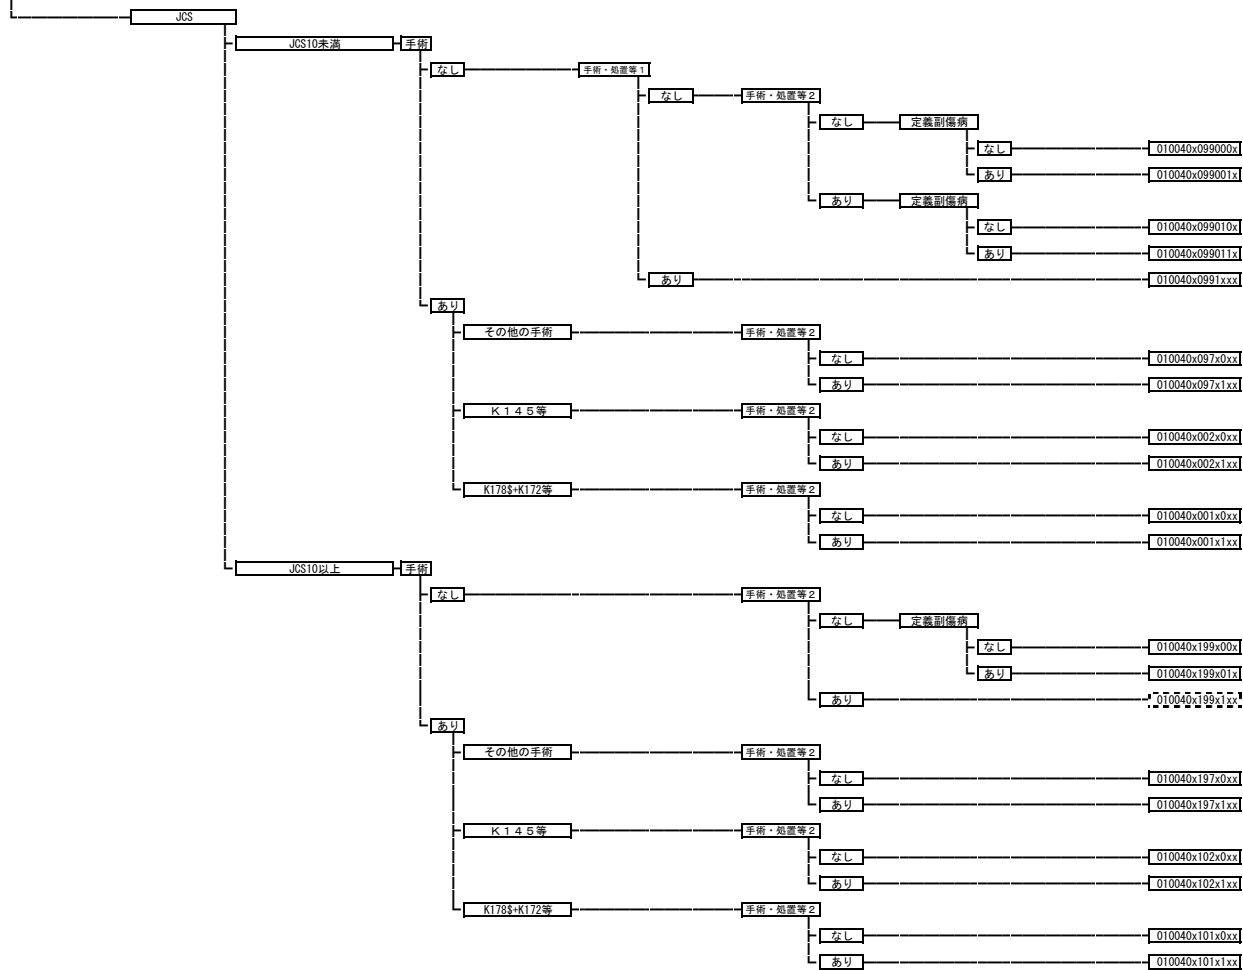 JCS
JCS10未満 手術
なし 手術・処置等1
なし 手術・処置等2
なし 定義副傷病
なし 010040x099000x
あり 010040x099001x
あり 定義副傷病
なし 010040x099010x
あり 010040x099011x
あり 010040x0991xxx
あり
その他の手術 手術・処置等2
なし 010040x097x0xx
あり 010040x097x1xx
K145等 手術・処置等2
なし 010040x002x0xx
あり 010040x002x1xx
K178$+K172等 手術・処置等2
なし 010040x001x0xx
あり 010040x001x1xx
JCS10以上 手術
なし 手術・処置等2
なし 定義副傷病
なし 010040x199x00x
あり 010040x199x01x
あり 010040x199x1xx
あり
その他の手術 手術・処置等2
なし 010040x197x0xx
あり 010040x197x1xx
K145等 手術・処置等2
なし 010040x102x0xx
あり 010040x102x1xx
K178$+K172等 手術・処置等2
なし 010040x101x0xx
あり 010040x101x1xx